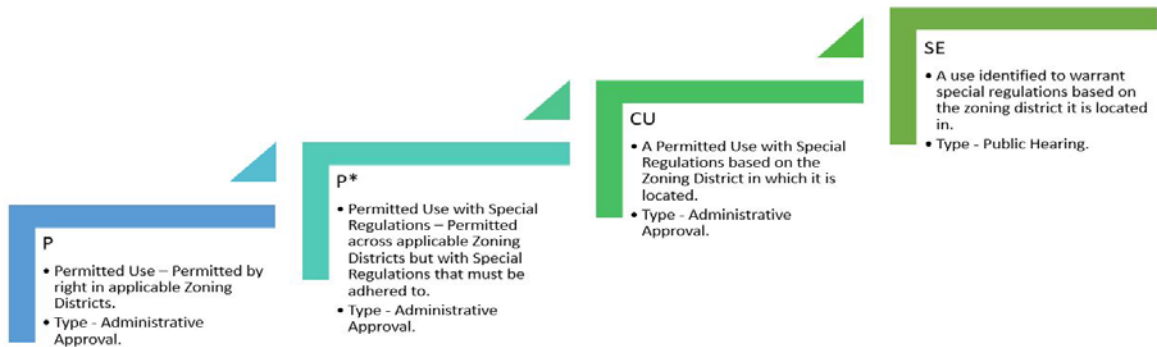 P
• Permitted Use – Permitted by
right in applicable Zoning
Districts.
• Type - Administrative
Approval.
P*
• Permitted Use with Special
Regulations – Permitted
across applicable Zoning
Districts but with Special
Regulations that must be
adhered to.
• Type - Administrative
Approval.
CU
• A Permitted Use with Special
Regulations based on the
Zoning District in which it is
located.
• Type - Administrative
Approval.
SE
• A use identified to warrant
special regulations based on
the zoning district it is located
in.
• Type - Public Hearing.